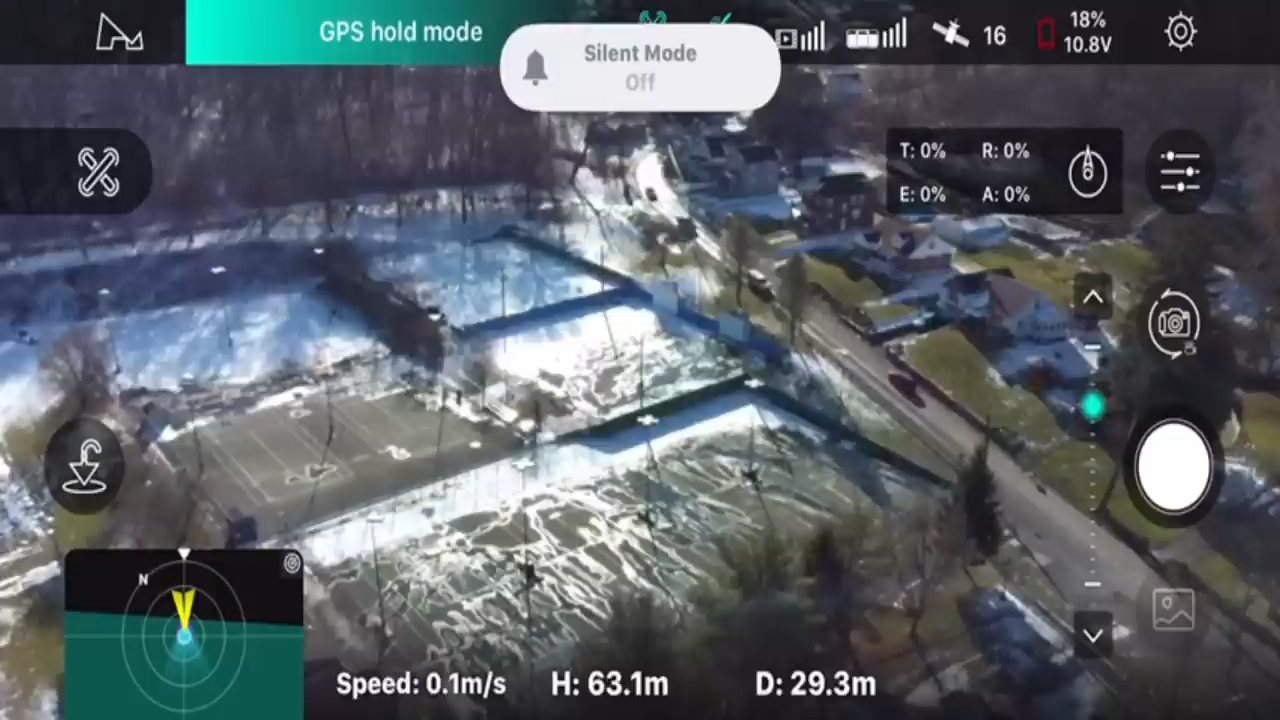 GPS hold mode
Silent Mode
Off
16
18%
10.8V
T: 0% R: 0%
E: 0% A: 0%
N
Speed: 0.1m/s H: 63.1m D: 29.3m